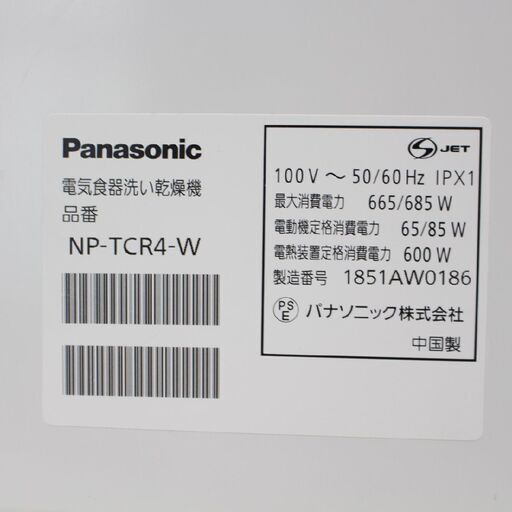 Panasonic
電気食器洗い乾燥機
品番
NP-TCR4-W
S JET
100V ～ 50/60Hz IPX1
最大消費電力 665/685W
電動機定格消費電力 65/85W
電熱装置定格消費電力 600W
製造番号 1851AW0186
PS
E
パナソニック株式会社
中国製